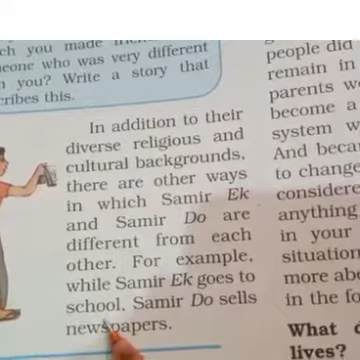 ch you made
eone who was very different
you? Write a story that
cribes this.
In addition to their
diverse religious and
cultural backgrounds,
there are other ways
in which Samir Ek
and Samir Do are
different from each
other. For example,
while Samir Ek goes to
school, Samir Do sells
newspapers.
people did
remain in
parents w
become a
system w
And becau
to change
considere
anything
in your
situation
more abo
in the fo
What d
lives?